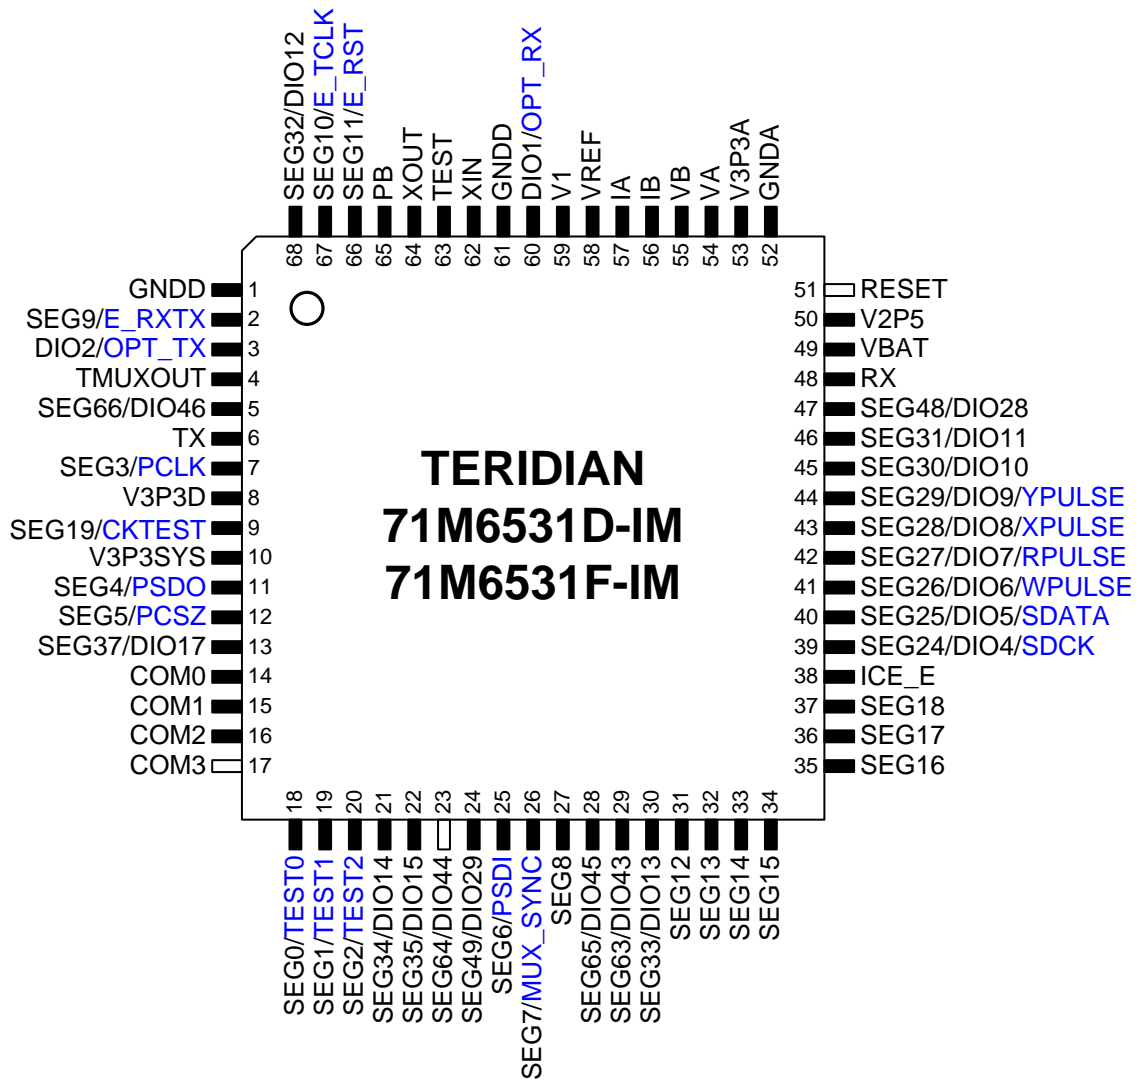 SEG32/DIO12
SEG10/E_TCLK
SEG11/E_RST
PB
XOUT
TEST
XIN
GNDD
DIO1/OPT_RX
V1
VREF
IA
IB
VB
VA
V3P3A
GNDA
68
67
66
65
64
63
62
61
60
59
58
57
56
55
54
53
52
GNDD 1
SEG9/E_RXTX 2
DIO2/OPT_TX 3
TMUXOUT 4
SEG66/DIO46 5
TX 6
SEG3/PCLK 7
V3P3D 8
SEG19/CKTEST 9
V3P3SYS 10
SEG4/PSDO 11
SEG5/PCSZ 12
SEG37/DIO17 13
COM0 14
COM1 15
COM2 16
COM3 17
TERIDIAN
71M6531D-IM
71M6531F-IM
51 RESET
50 V2P5
49 VBAT
48 RX
47 SEG48/DIO28
46 SEG31/DIO11
45 SEG30/DIO10
44 SEG29/DIO9/YPULSE
43 SEG28/DIO8/XPULSE
42 SEG27/DIO7/RPULSE
41 SEG26/DIO6/WPULSE
40 SEG25/DIO5/SDATA
39 SEG24/DIO4/SDCK
38 ICE_E
37 SEG18
36 SEG17
35 SEG16
18
19
20
21
22
23
24
25
26
27
28
29
30
31
32
33
34
SEG0/TEST0
SEG1/TEST1
SEG2/TEST2
SEG34/DIO14
SEG35/DIO15
SEG64/DIO44
SEG49/DIO29
SEG6/PSDI
SEG7/MUX_SYNC
SEG8
SEG65/DIO45
SEG63/DIO43
SEG33/DIO13
SEG12
SEG13
SEG14
SEG15